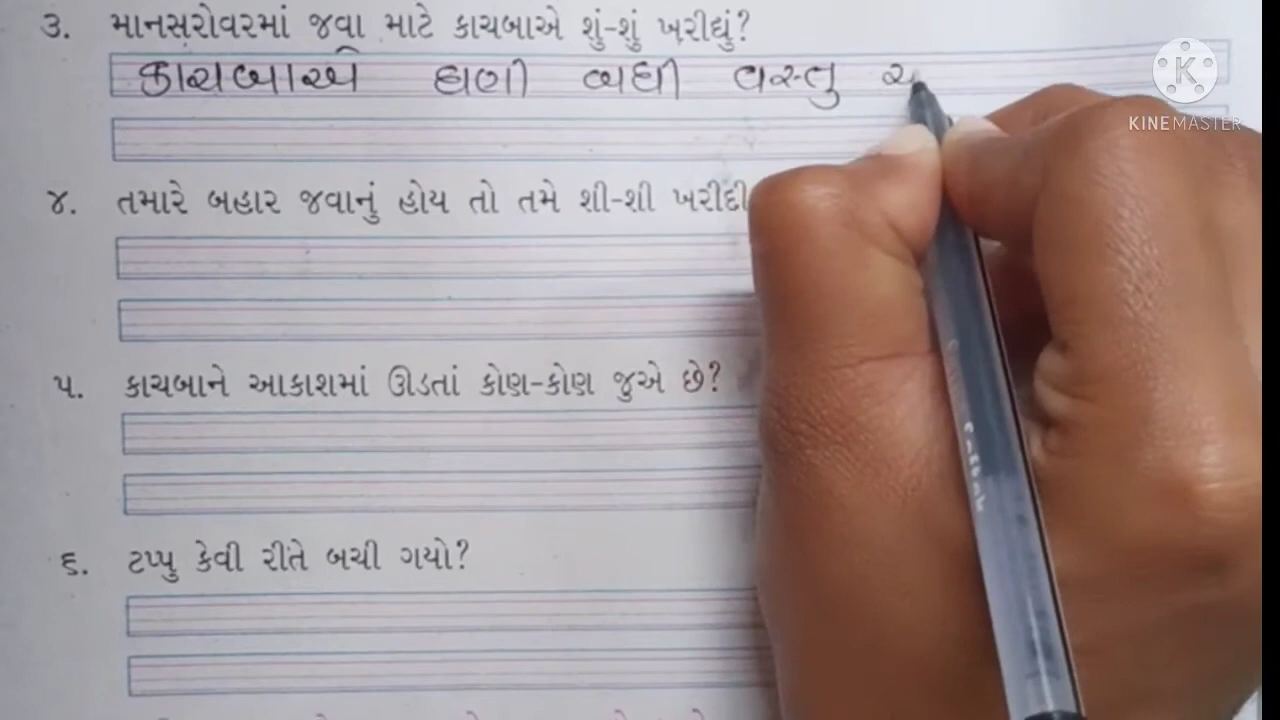 ૩. માનસરોવરમાં જવા માટે કાચબાએ શું-શું ખરીદ્યું?
કાચબાએ ઘણી બધી વસ્તુ
KINEMASTER
૪. તમારે બહાર જવાનું હોય તો તમે શી-શી ખરીદી
૫. કાચબાને આકાશમાં ઊડતાં કોણ-કોણ જુએ છે?
૬. ટપ્પુ કેવી રીતે બચી ગયો?